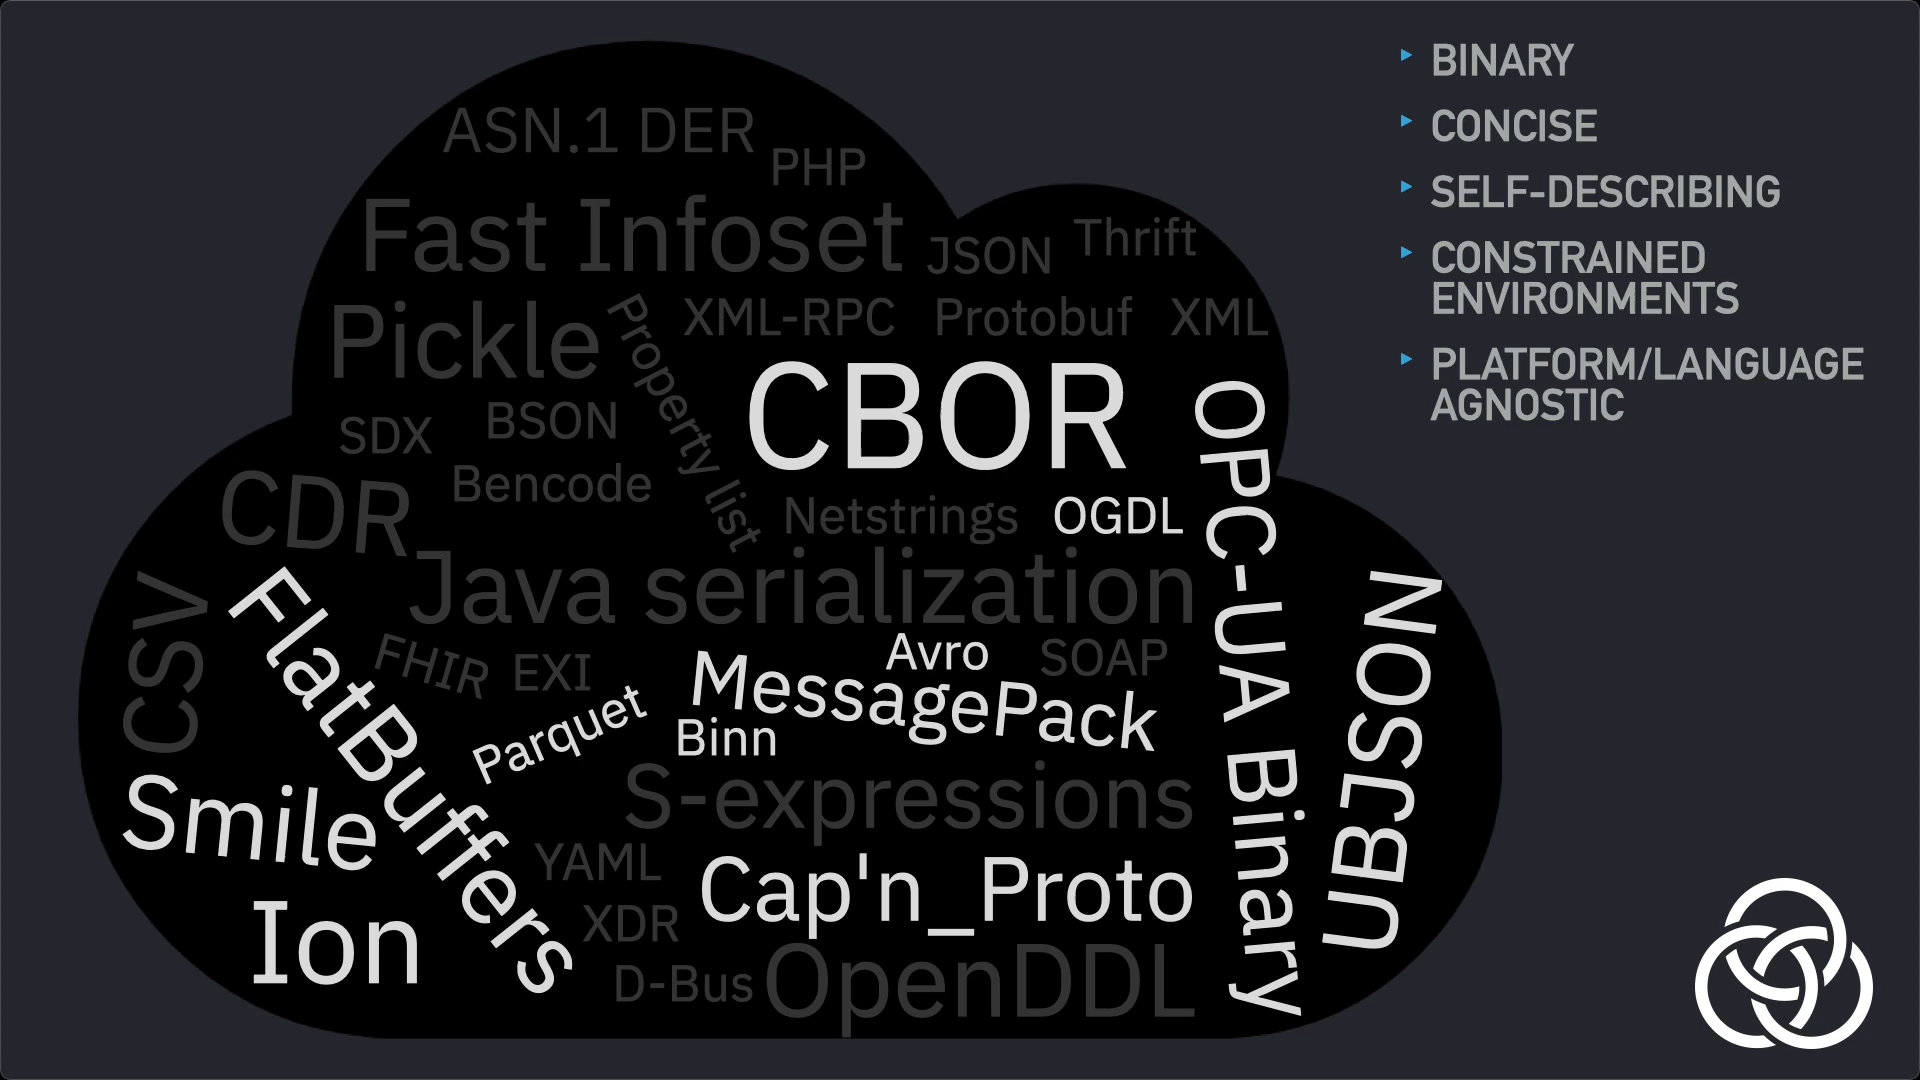 ASN.1 DER
PHP
Fast Infoset
JSON
Thrift
Pickle
Property list
XML-RPC
Protobuf
XML
CBOR
SDX
BSON
OPC-UA Binary
CDR
Bencode
Netstrings
OGDL
Java serialization
CSV
FlatBuffers
UBJSON
FHIR
EXI
Avro
SOAP
MessagePack
Parquet
Binn
Smile
S-expressions
YAML
Cap'n_Proto
Ion
XDR
D-Bus
OpenDDL
BINARY
CONCISE
SELF-DESCRIBING
CONSTRAINED
ENVIRONMENTS
PLATFORM/LANGUAGE
AGNOSTIC